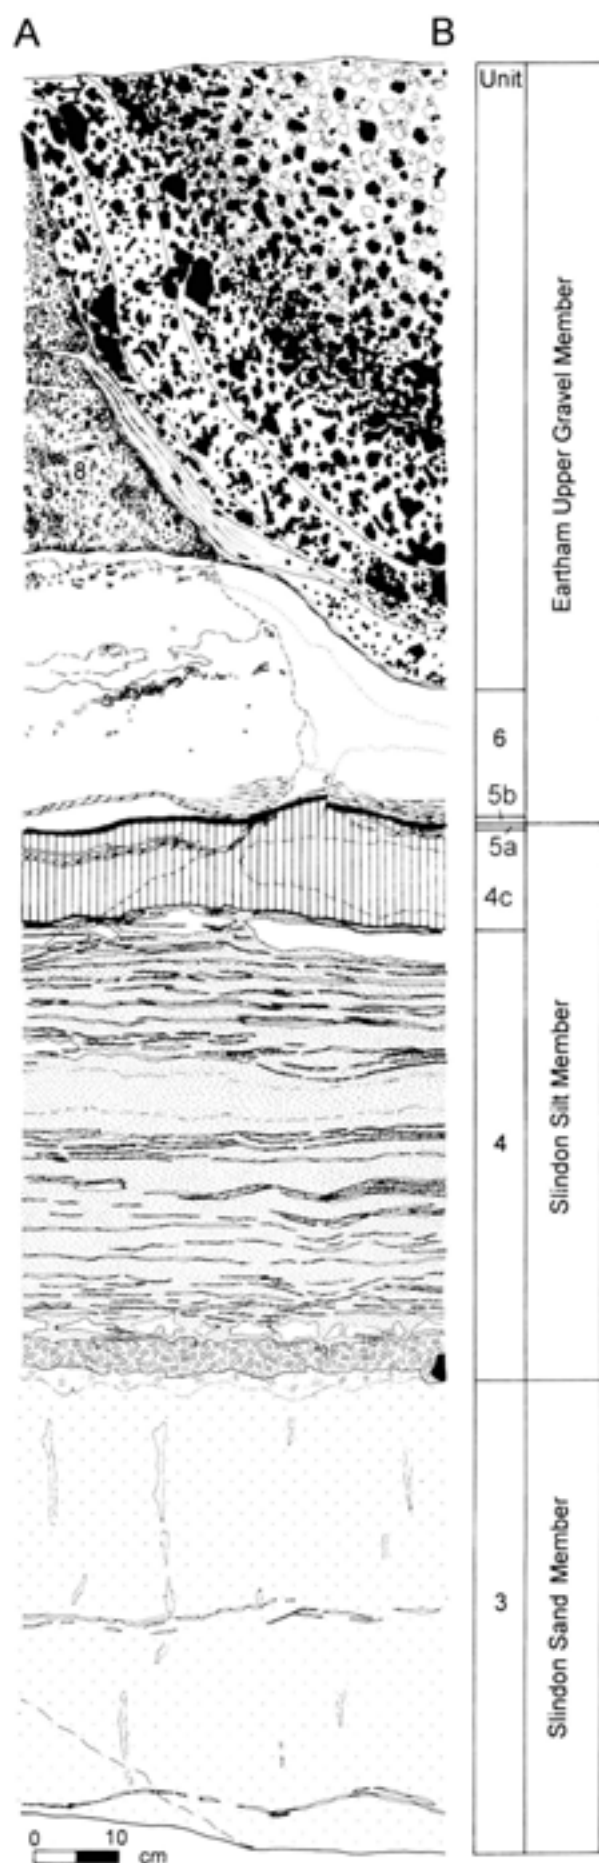 A B
Unit
Eartham Upper Gravel Member
8
6
5b
5a
4c
Slindon Silt Member
4
Slindon Sand Member
3
0 10
cm